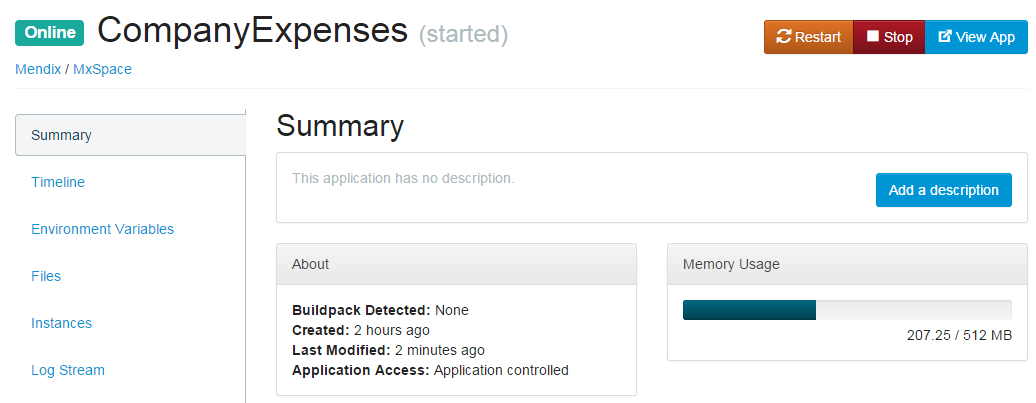 Online CompanyExpenses (started)
Restart Stop View App
Mendix / MxSpace
Summary
Timeline
Environment Variables
Files
Instances
Log Stream
Summary
This application has no description.
Add a description
About
Buildpack Detected: None
Created: 2 hours ago
Last Modified: 2 minutes ago
Application Access: Application controlled
Memory Usage
207.25 / 512 MB